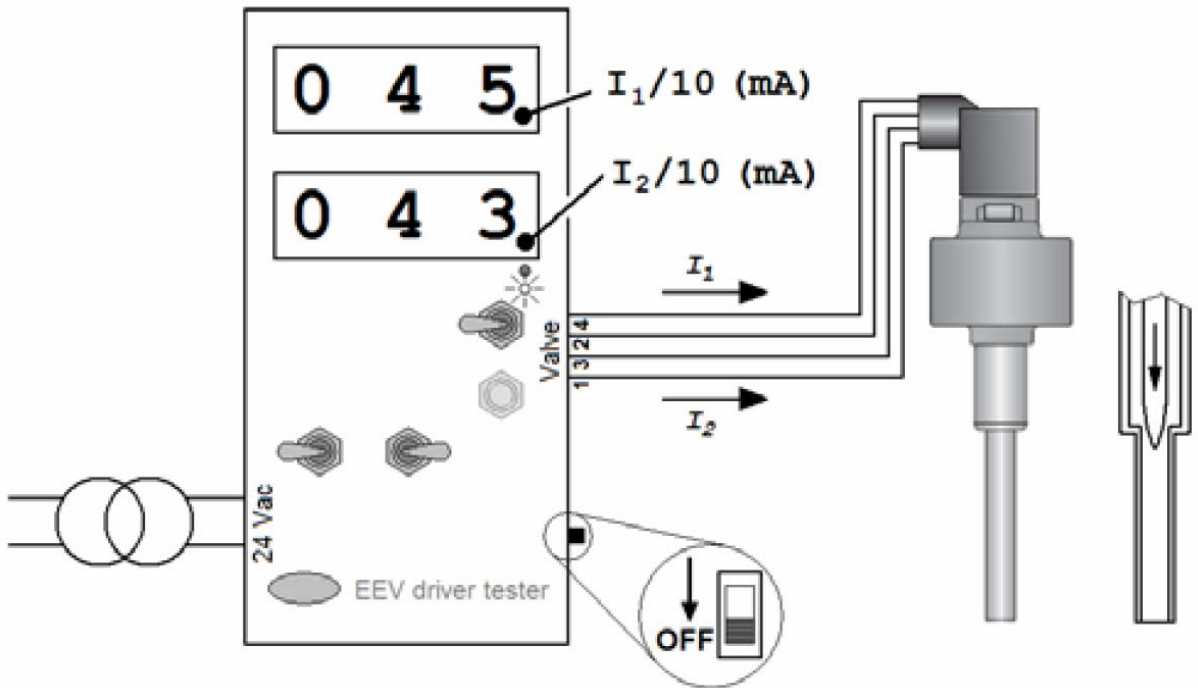 0 4 5
I₁/10 (mA)
0 4 3
I₂/10 (mA)
I₁
Valve
1 3 2 4
I₂
24 Vac
EEV driver tester
OFF